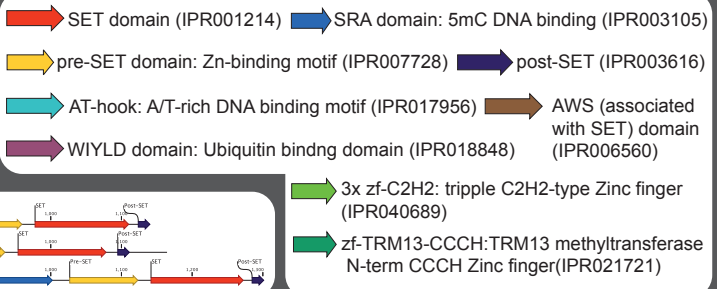 SET domain (IPR001214) SRA domain: 5mC DNA binding (IPR003105)
pre-SET domain: Zn-binding motif (IPR007728) post-SET (IPR003616)
AT-hook: A/T-rich DNA binding motif (IPR017956) AWS (associated
with SET) domain
(IPR006560)
WIYLD domain: Ubiquitin bindng domain (IPR018848)
3x zf-C2H2: tripple C2H2-type Zinc finger
(IPR040689)
zf-TRM13-CCCH:TRM13 methyltransferase
N-term CCCH Zinc finger(IPR021721)
SET Post-SET
1,000 1,100
SET Post-SET
1,000 1,100
Pre-SET SET Post-SET
1,000 1,100 1,200 1,300